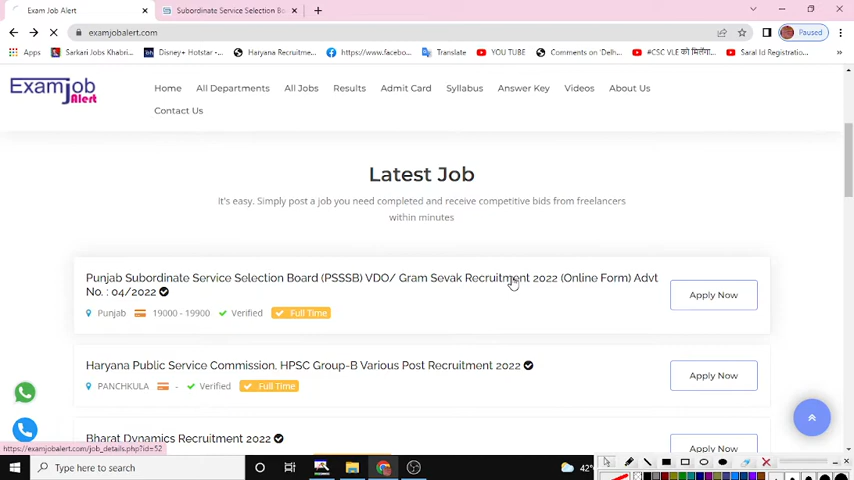 Exam Job Alert
Subordinate Service Selection Bo
examjobalert.com
Paused
Apps
Sarkari Jobs Khabri...
Disney+ Hotstar -...
Haryana Recruitme...
https://www.facebo...
Translate
YOU TUBE
Comments on 'Delh...
#CSC VLE को मिलेंगा...
Saral Id Registratio...
Examjob
Alert
Home
All Departments
All Jobs
Results
Admit Card
Syllabus
Answer Key
Videos
About Us
Contact Us
Latest Job
It's easy. Simply post a job you need completed and receive competitive bids from freelancers
within minutes
Punjab Subordinate Service Selection Board (PSSSB) VDO/ Gram Sevak Recruitment 2022 (Online Form) Advt
No. : 04/2022
Apply Now
Punjab
19000 - 19900
Verified
Full Time
Haryana Public Service Commission. HPSC Group-B Various Post Recruitment 2022
Apply Now
PANCHKULA
-
Verified
Full Time
Bharat Dynamics Recruitment 2022
Apply Now
https://examjobalert.com/job_details.php?id=52
Type here to search
42°